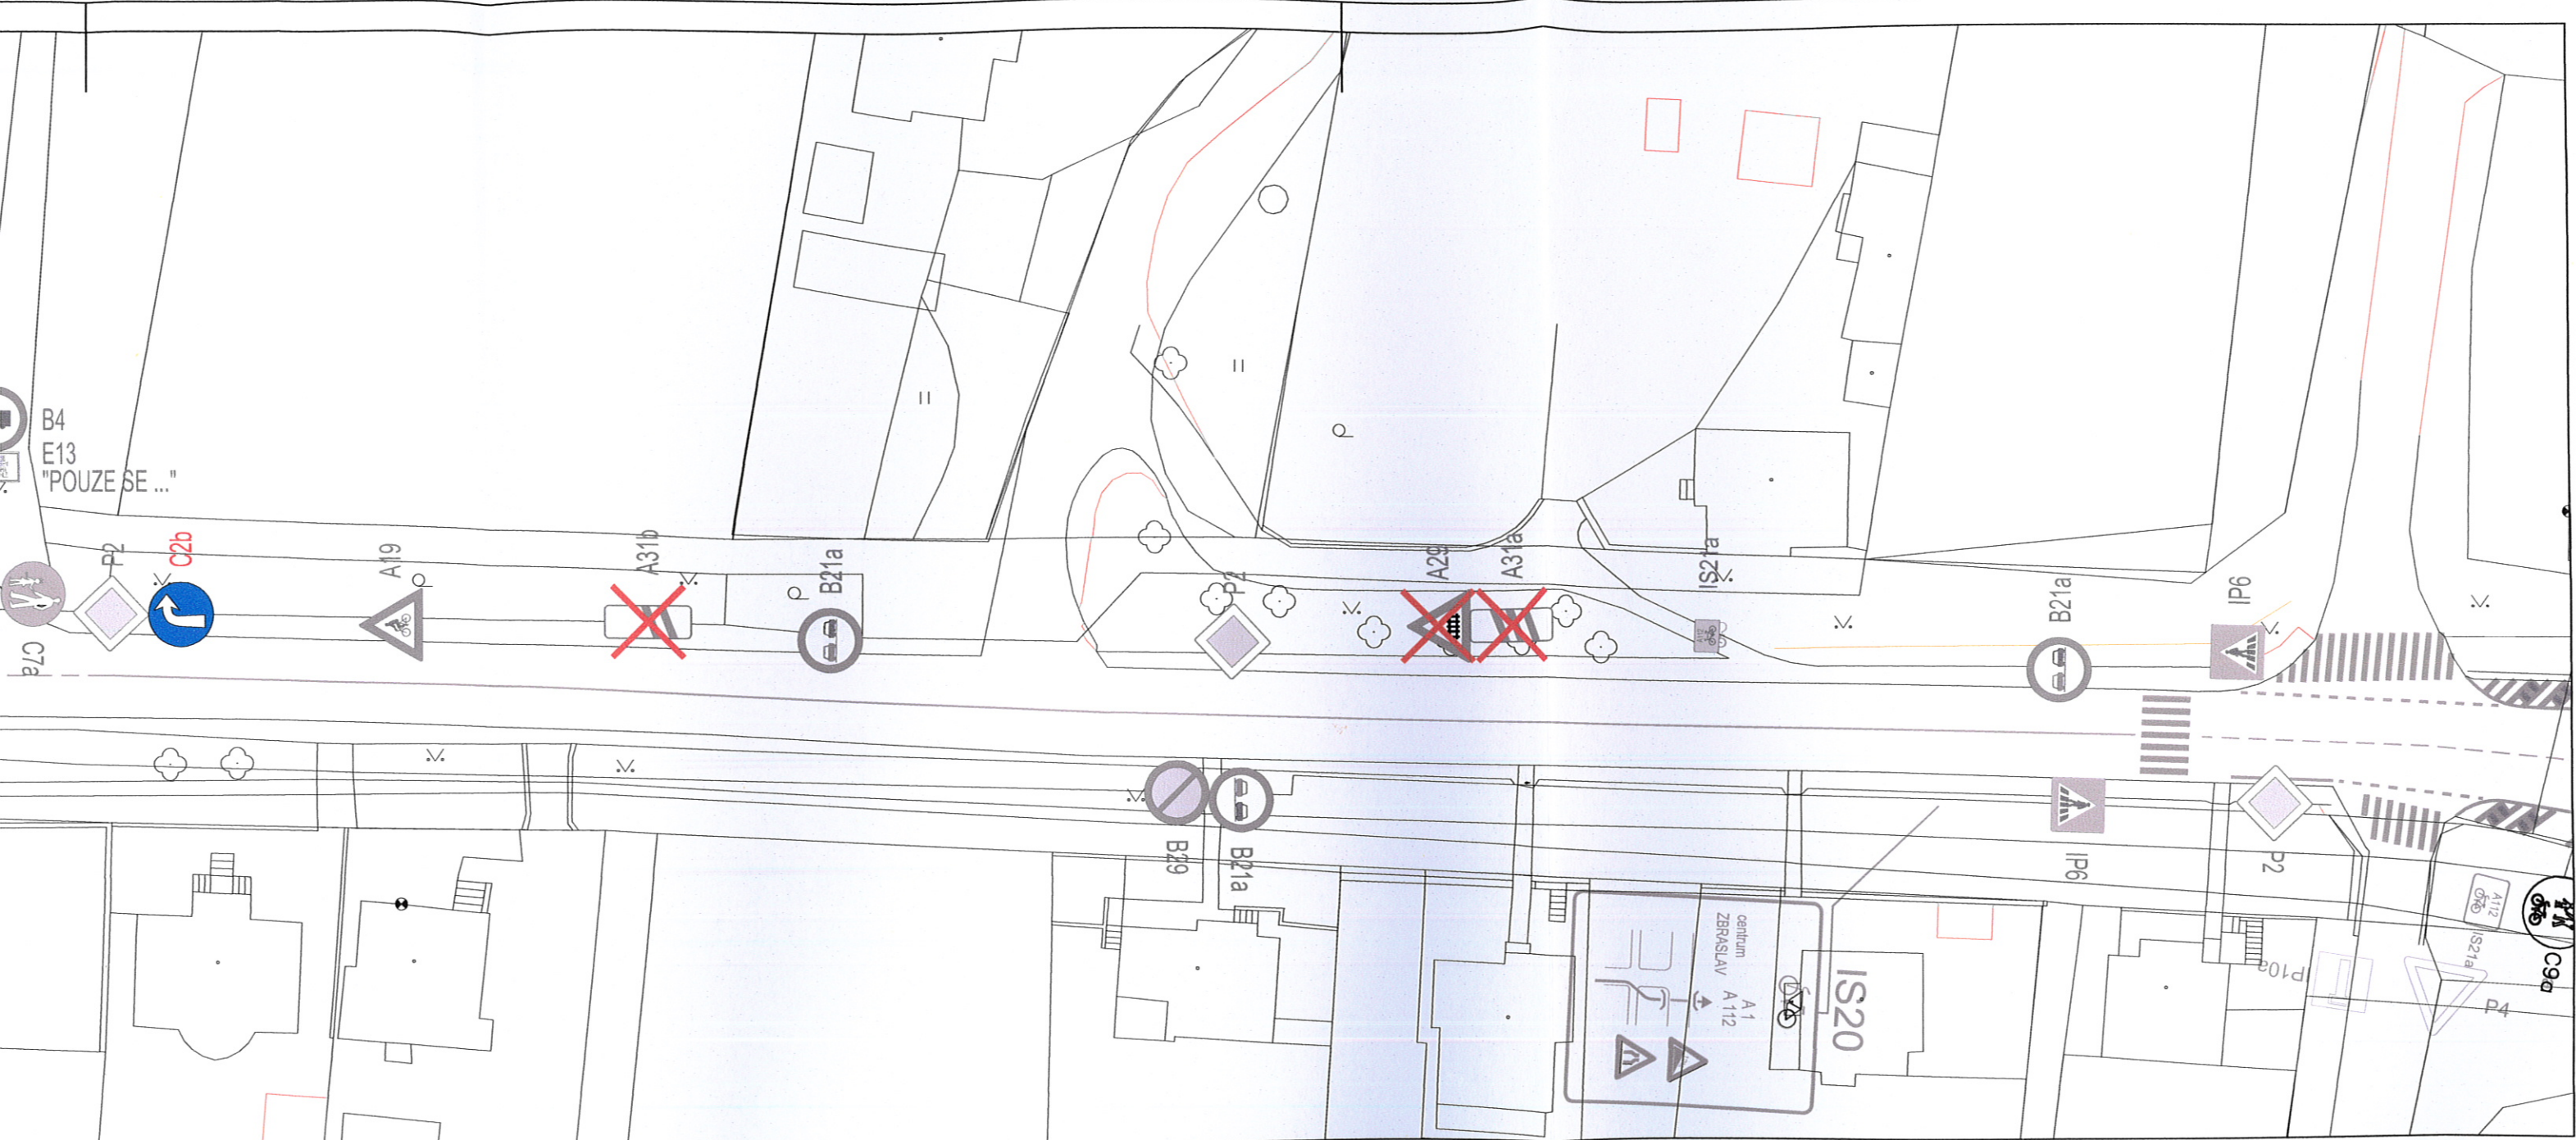 B4
E13
"POUZE SE ..."
C7a
P2
C2b
A19
A31b
B21a
P2
A29
A31a
IS21a
B21a
IP6
B29
B21a
IP6
P2
centrum
ZBRASLAV
A 1
A 112
IS20
A112
IS21a
IP10a
P4
C9a